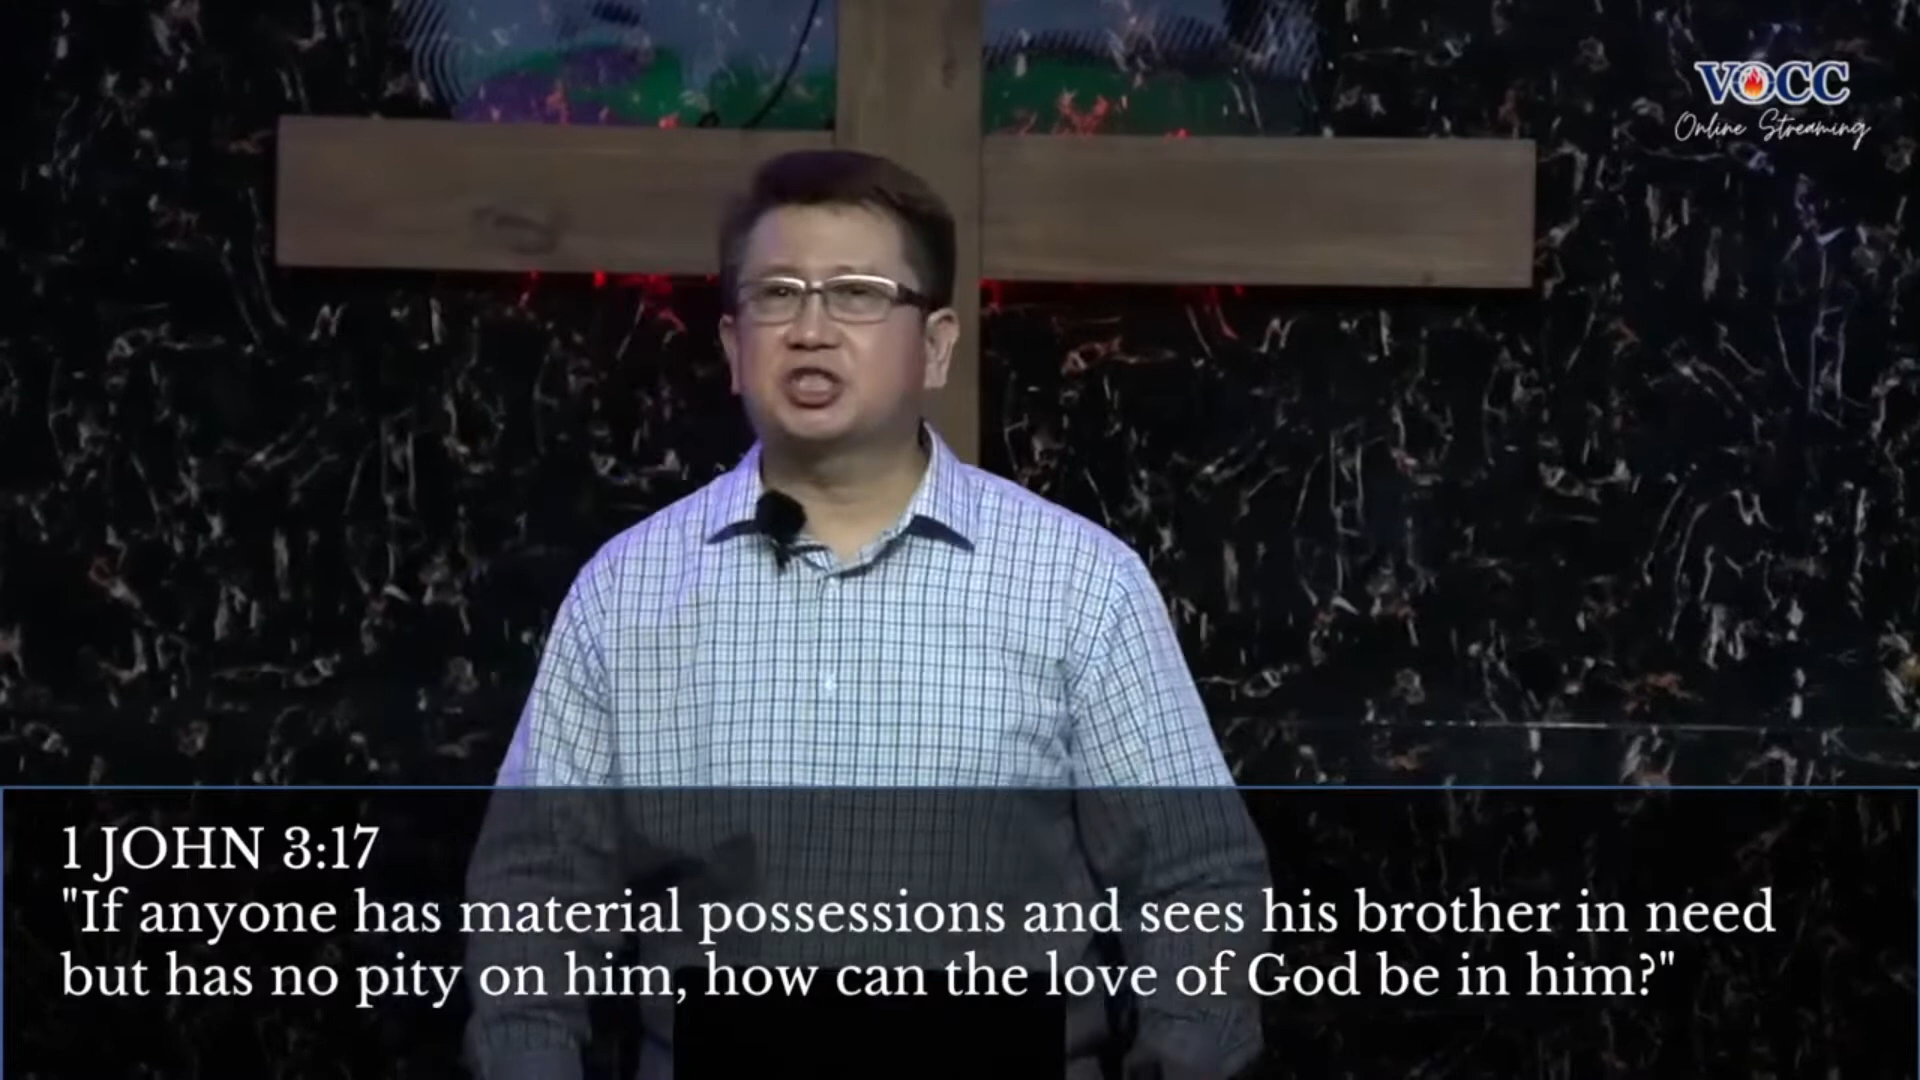 VOCC
Online Streaming
1 JOHN 3:17
"If anyone has material possessions and sees his brother in need
but has no pity on him, how can the love of God be in him?"